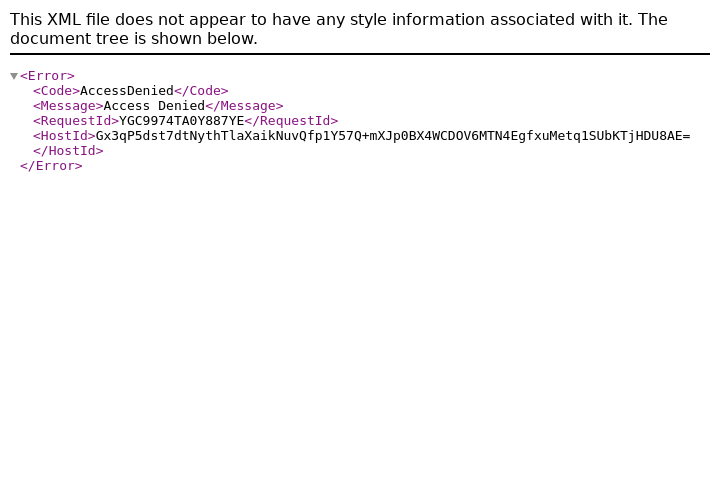 This XML file does not appear to have any style information associated with it. The
document tree is shown below.
<Error>
<Code>AccessDenied</Code>
<Message>Access Denied</Message>
<RequestId>YGC9974TA0Y887YE</RequestId>
<HostId>Gx3qP5dst7dtNythTlaXaikNuvQfp1Y57Q+mXJp0BX4WCDOV6MTN4EgfxuMetq1SUbKTjHDU8AE=
</HostId>
</Error>